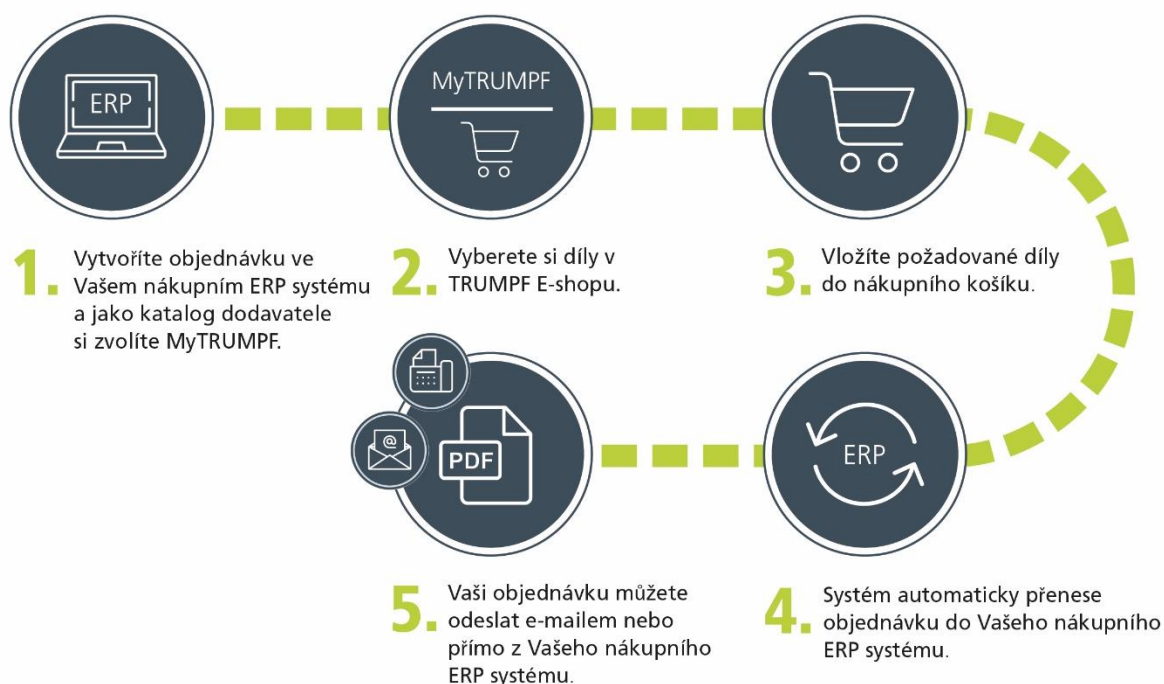 ERP
MyTRUMPF
1.
Vytvoříte objednávku ve
Vašem nákupním ERP systému
a jako katalog dodavatele
si zvolíte MyTRUMPF.
2.
Vyberete si díly v
TRUMPF E-shopu.
3.
Vložíte požadované díly
do nákupního košíku.
ERP
4.
Systém automaticky přenese
objednávku do Vašeho nákupního
ERP systému.
@
PDF
5.
Vaši objednávku můžete
odeslat e-mailem nebo
přímo z Vašeho nákupního
ERP systému.